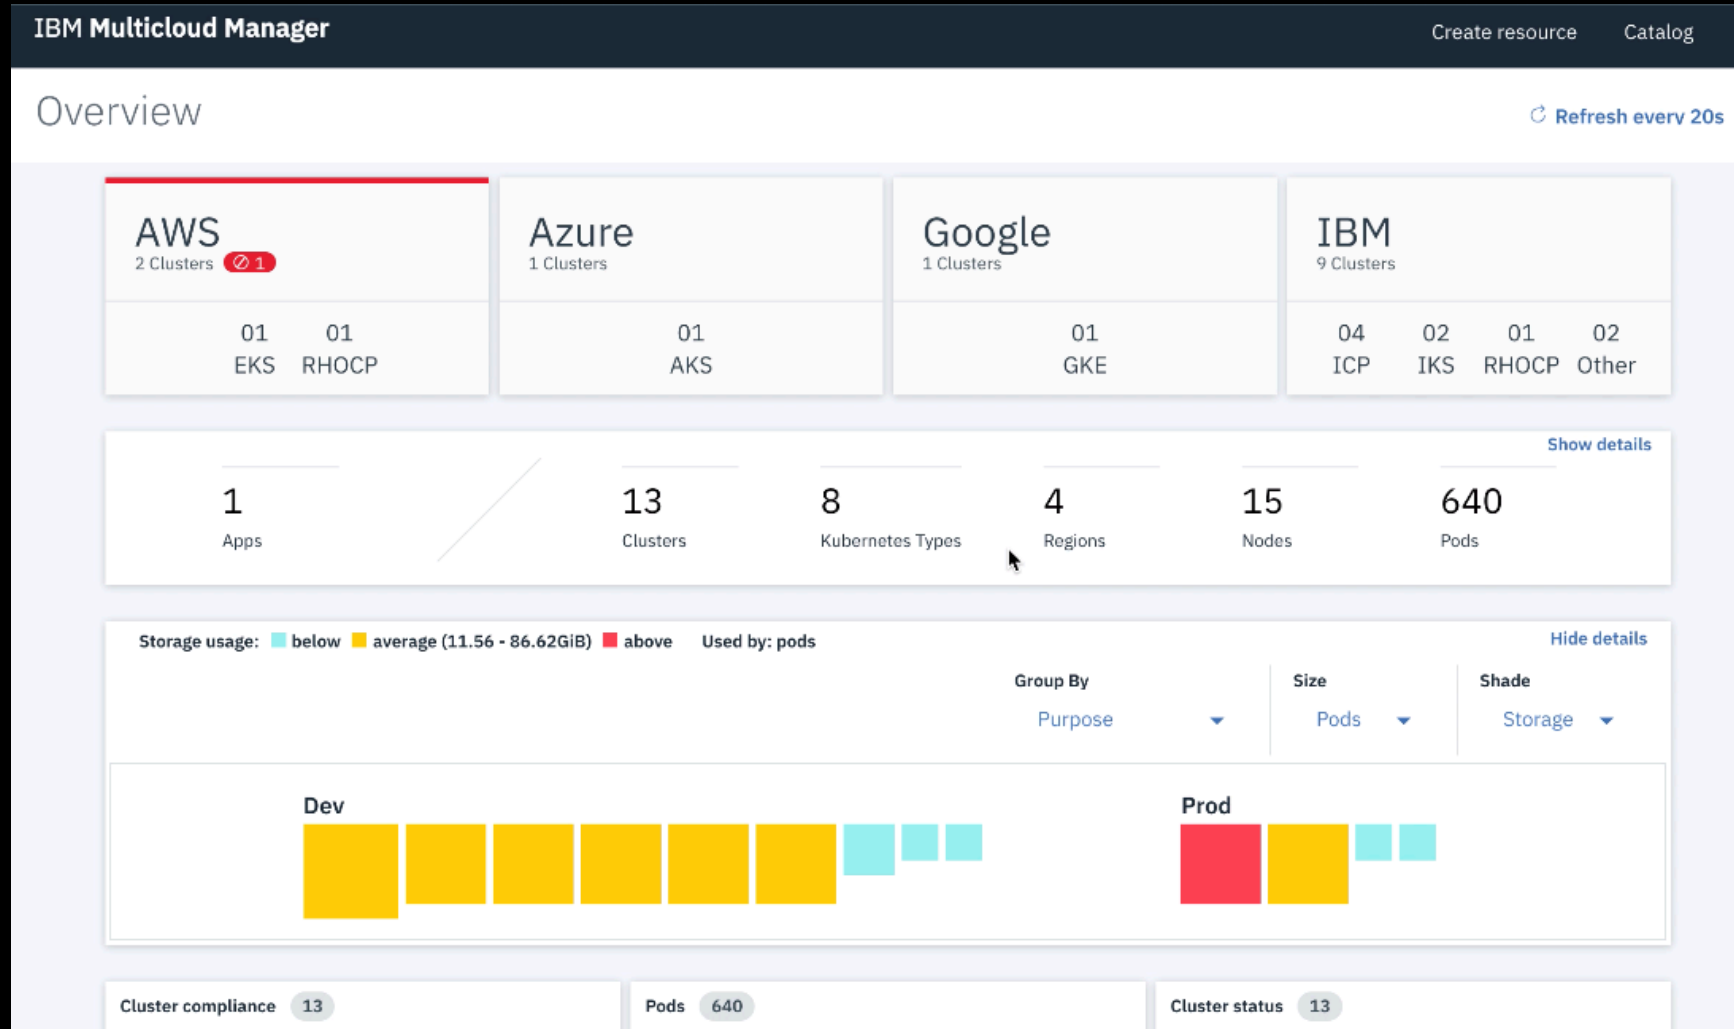 IBM Multicloud Manager
Create resource Catalog
Overview
Refresh every 20s
AWS
2 Clusters 1
01 01
EKS RHOCP
Azure
1 Clusters
01
AKS
Google
1 Clusters
01
GKE
IBM
9 Clusters
04 02 01 02
ICP IKS RHOCP Other
Show details
1
Apps
13
Clusters
8
Kubernetes Types
4
Regions
15
Nodes
640
Pods
Storage usage: below average (11.56 - 86.62GiB) above Used by: pods
Hide details
Group By
Purpose
Size
Pods
Shade
Storage
Dev
Prod
Cluster compliance 13
Pods 640
Cluster status 13